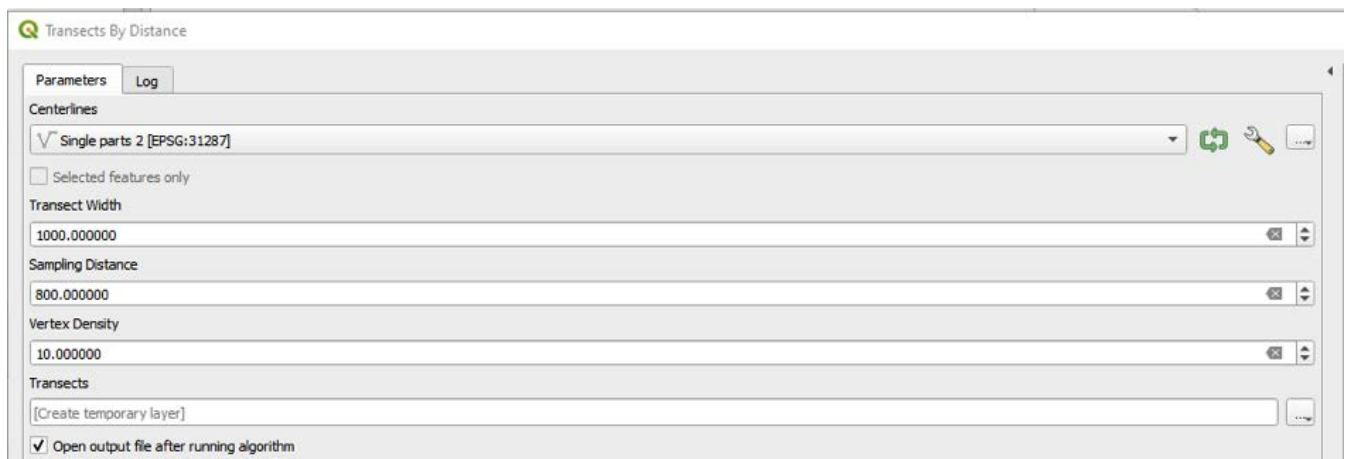 Transects By Distance
Parameters Log
Centerlines
Single parts 2 [EPSG:31287]
...
Selected features only
Transect Width
1000.000000
Sampling Distance
800.000000
Vertex Density
10.000000
Transects
[Create temporary layer]
...
Open output file after running algorithm